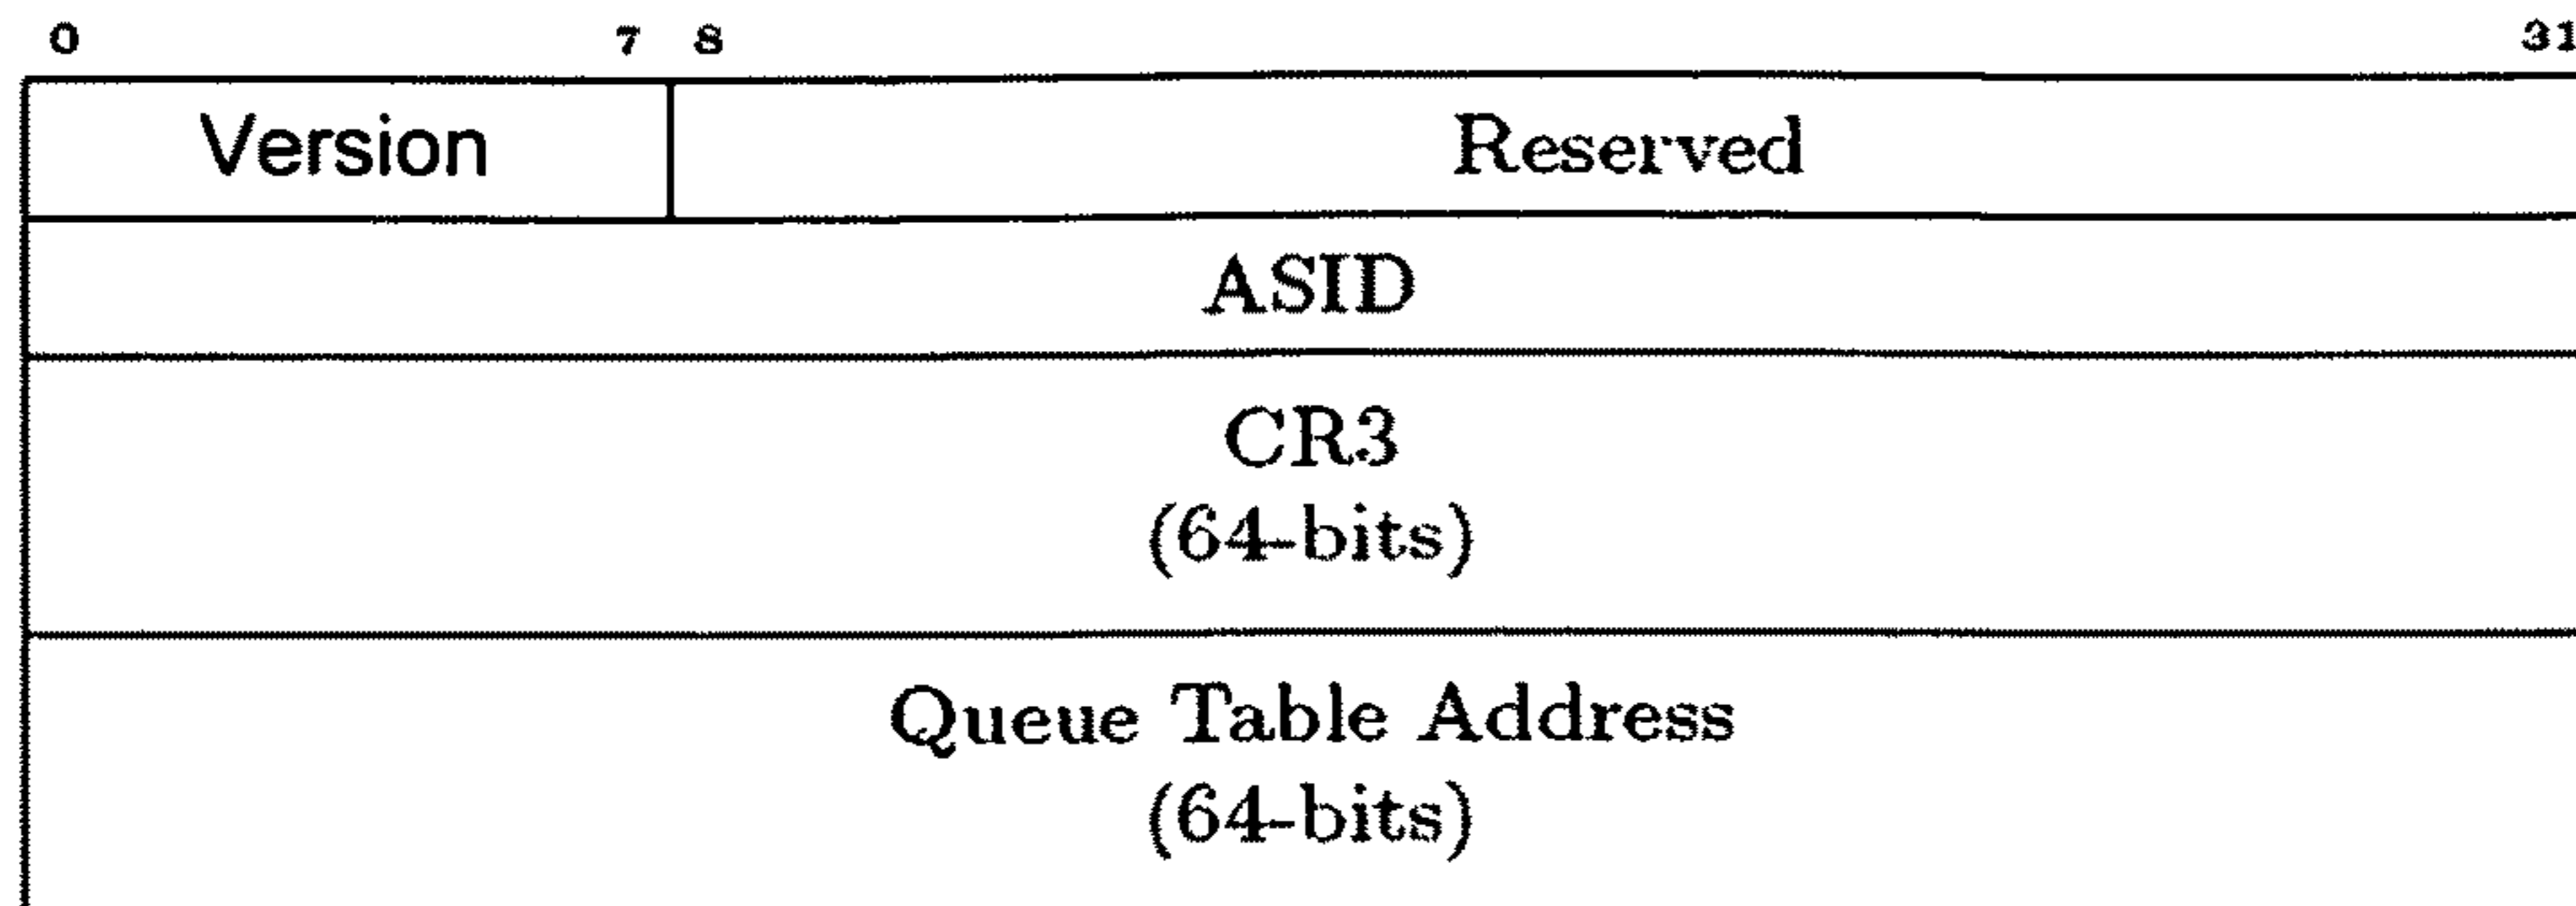 0 7 8 31
Version Reserved
ASID
CR3
(64-bits)
Queue Table Address
(64-bits)